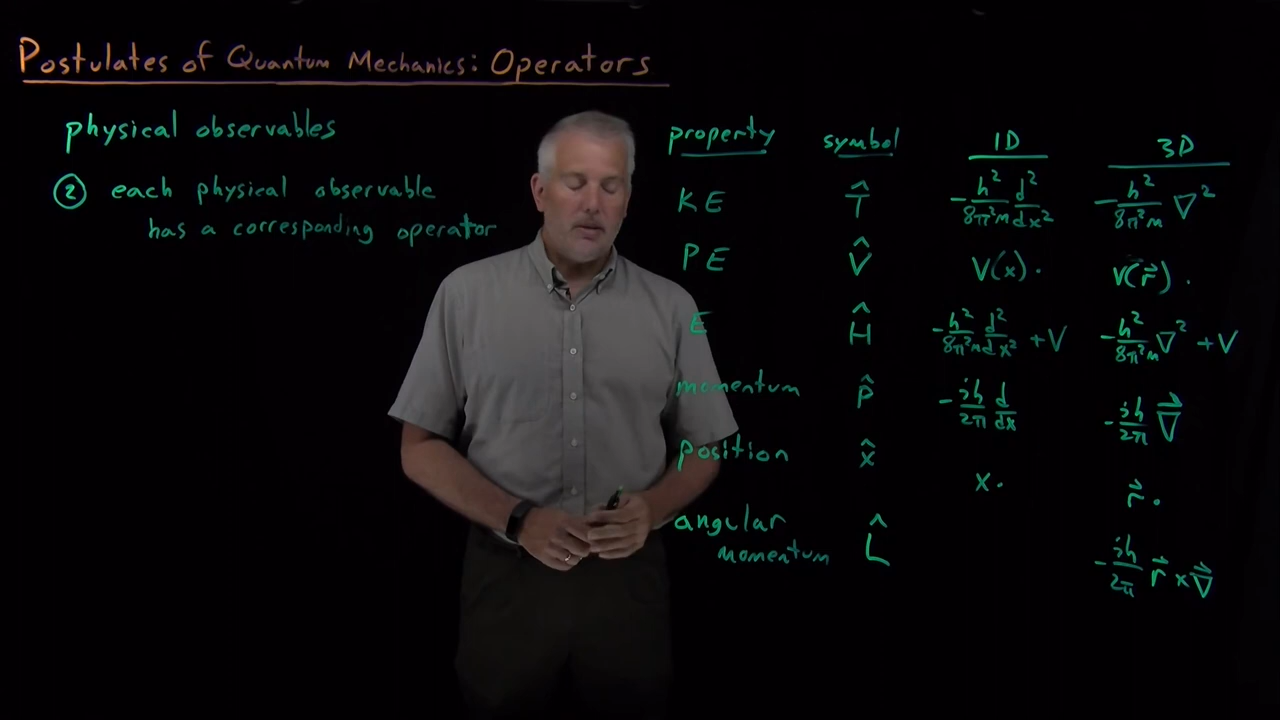 Postulates of Quantum Mechanics: Operators
physical observables
② each physical observable
has a corresponding operator
property symbol 1D 3D
KE T̂ -h²/8π²m d²/dx² -h²/8π²m ∇²
PE V̂ V(x)· V(r⃗)·
E Ĥ -h²/8π²m d²/dx² + V -h²/8π²m ∇² + V
momentum p̂ -ih/2π d/dx -ih/2π ∇⃗
position x̂ x· r⃗·
angular
momentum L̂ -ih/2π r⃗ × ∇⃗